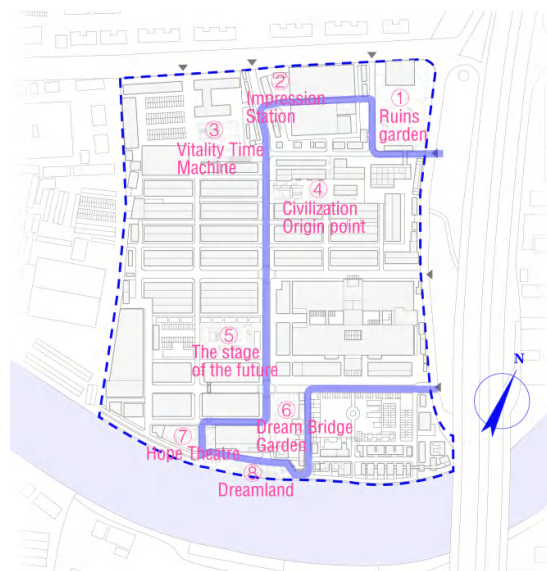 ①
Ruins
garden
②
Impression
Station
③
Vitality Time
Machine
④
Civilization
Origin point
⑤
The stage
of the future
⑥
Dream Bridge
Garden
⑦
Hope Theatre
⑧
Dreamland
N